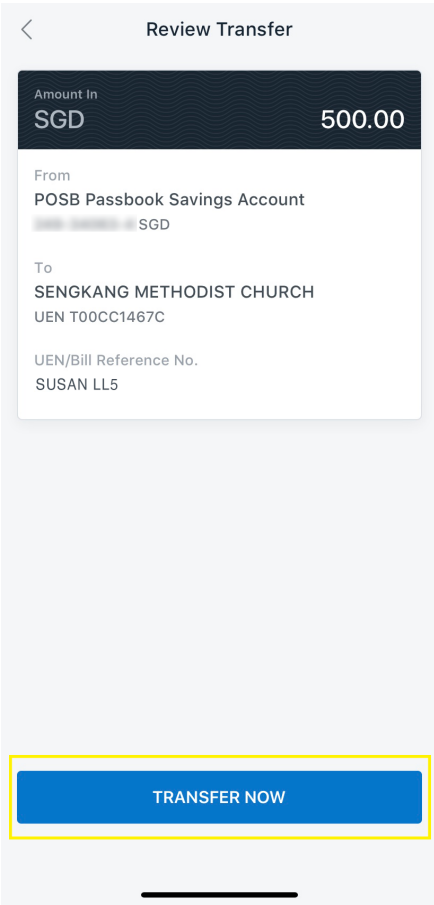 Review Transfer
Amount In
SGD 500.00
From
POSB Passbook Savings Account
SGD
To
SENGKANG METHODIST CHURCH
UEN T00CC1467C
UEN/Bill Reference No.
SUSAN LL5
TRANSFER NOW